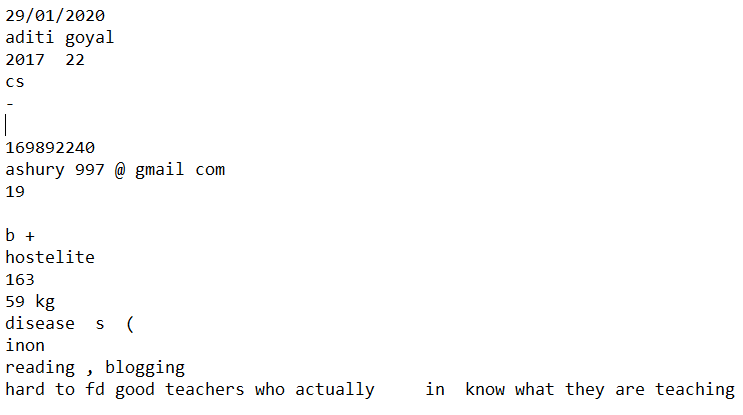 29/01/2020
aditi goyal
2017  22
cs
-
169892240
ashury 997 @ gmail com
19
b +
hostelite
163
59 kg
disease  s  (
inon
reading , blogging
hard to fd good teachers who actually     in  know what they are teaching